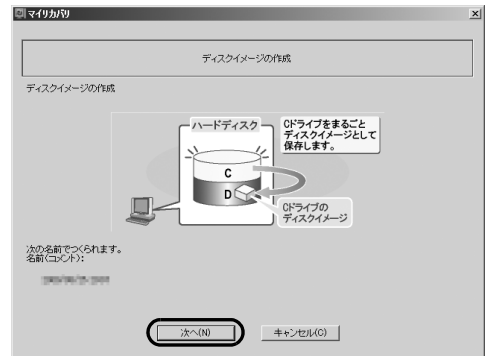 マイリカバリ
ディスクイメージの作成
ディスクイメージの作成
ハードディスク
Cドライブをまるごと
ディスクイメージとして
保存します。
C
D
Cドライブの
ディスクイメージ
次の名前でつくられます。
名前(コメント):
次へ(N)
キャンセル(C)